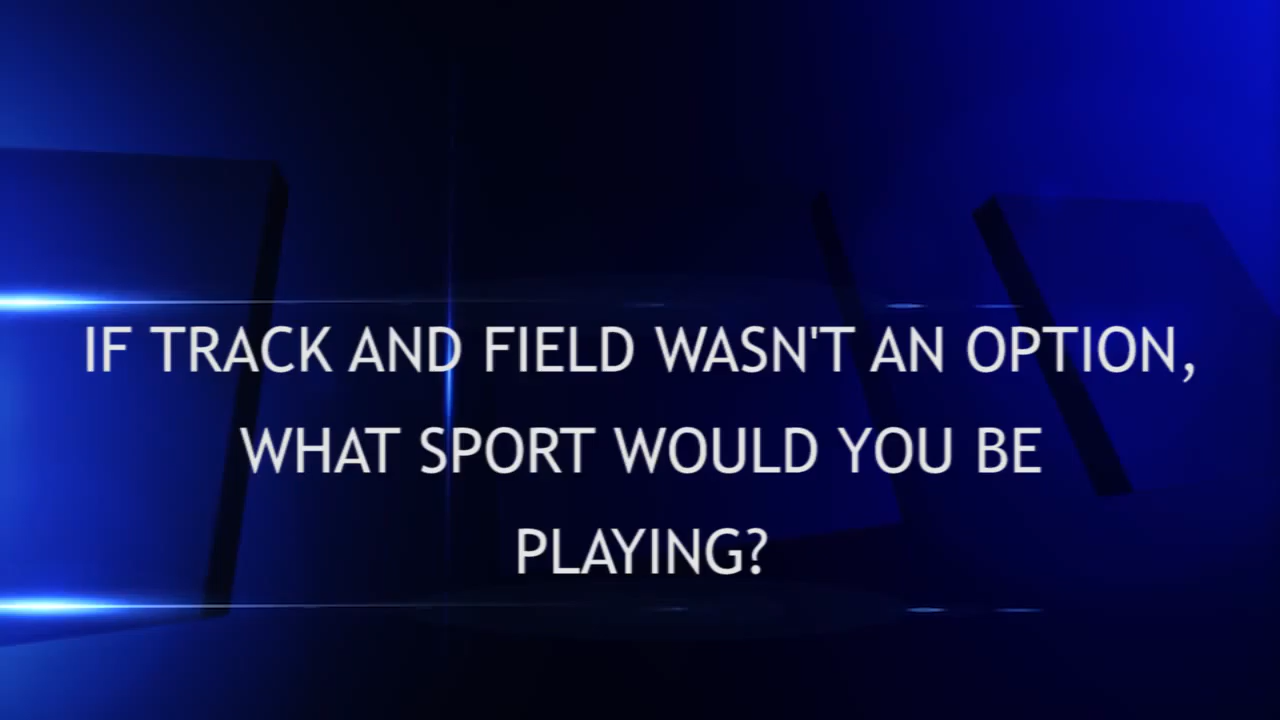 IF TRACK AND FIELD WASN'T AN OPTION,
WHAT SPORT WOULD YOU BE
PLAYING?